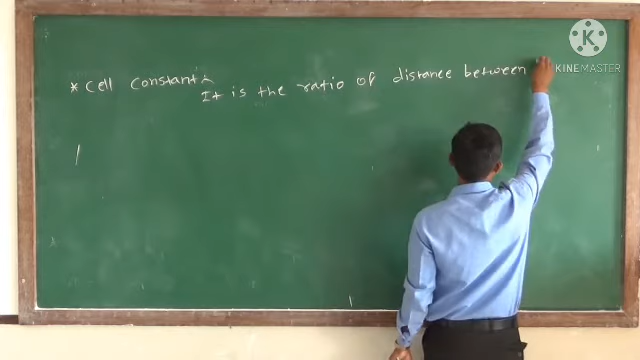 * Cell Constant :-
It is the ratio of distance between
KINEMASTER